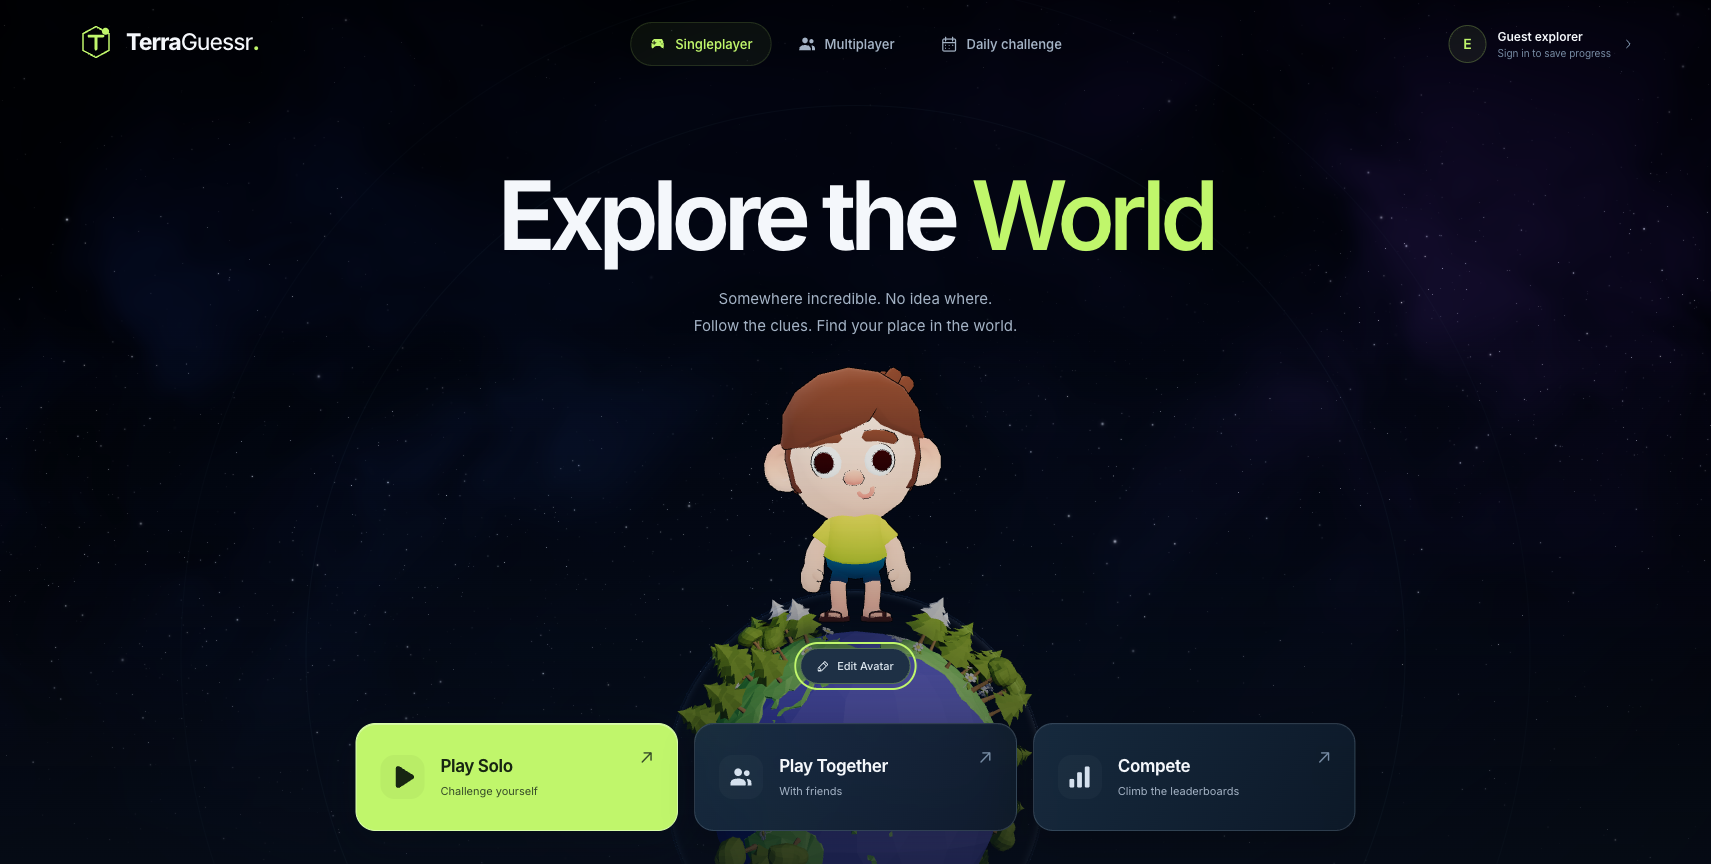 TerraGuessr.
Singleplayer
Multiplayer
Daily challenge
E
Guest explorer
Sign in to save progress
Explore the World
Somewhere incredible. No idea where.
Follow the clues. Find your place in the world.
Edit Avatar
Play Solo
Challenge yourself
Play Together
With friends
Compete
Climb the leaderboards